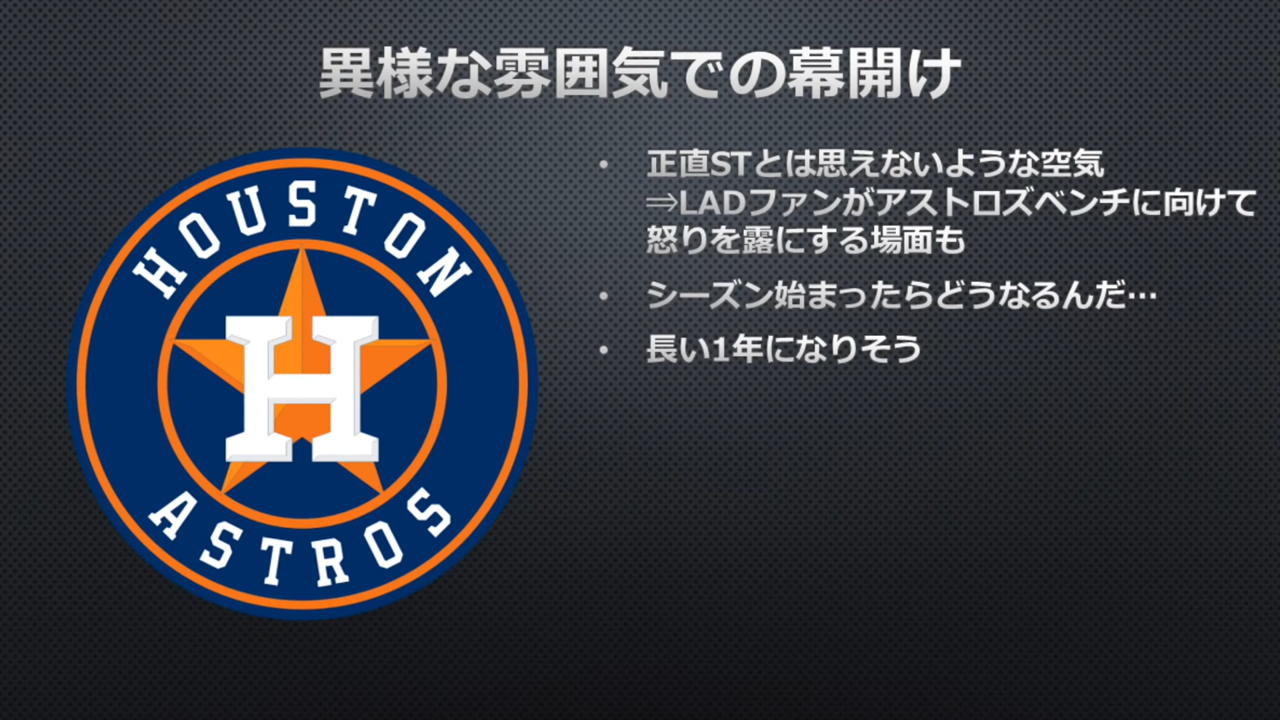 異様な雰囲気での幕開け
HOUSTON
H
ASTROS
• 正直STとは思えないような空気
⇒LADファンがアストロズベンチに向けて
怒りを露にする場面も
• シーズン始まったらどうなるんだ…
• 長い1年になりそう